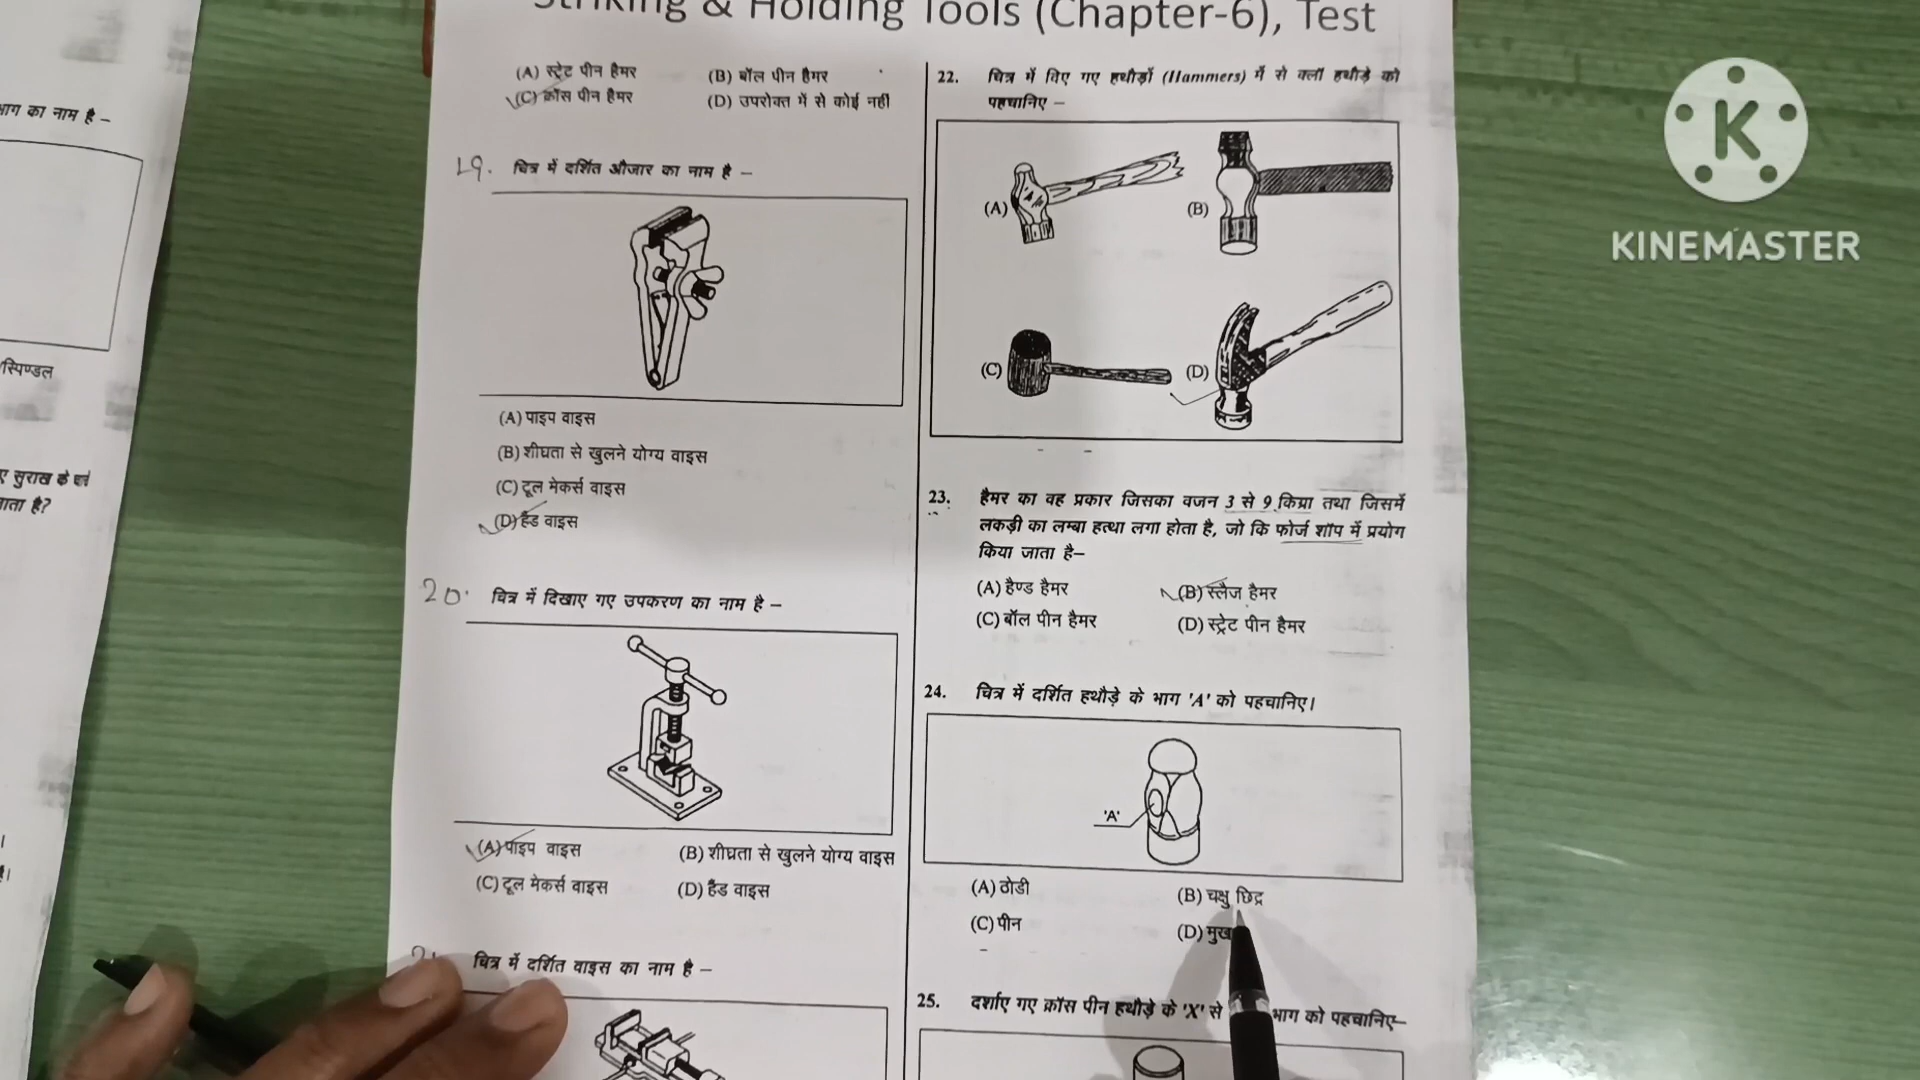 Striking & Holding Tools (Chapter-6), Test
भाग का नाम है –
स्पिण्डल
(A) स्ट्रेट पीन हैमर
(B) बॉल पीन हैमर
(C) क्रॉस पीन हैमर
(D) उपरोक्त में से कोई नहीं
19. चित्र में दर्शित औजार का नाम है –
(A) पाइप वाइस
(B) शीघ्रता से खुलने योग्य वाइस
(C) टूल मेकर्स वाइस
(D) हैंड वाइस
20. चित्र में दिखाए गए उपकरण का नाम है –
(A) पाइप वाइस
(B) शीघ्रता से खुलने योग्य वाइस
(C) टूल मेकर्स वाइस
(D) हैंड वाइस
चित्र में दर्शित वाइस का नाम है –
22. चित्र में दिए गए हथौड़ों (Hammers) में से क्लॉ हथौड़े को
पहचानिए –
(A)
(B)
(C)
(D)
23. हैमर का वह प्रकार जिसका वजन 3 से 9 किग्रा तथा जिसमें
लकड़ी का लम्बा हत्था लगा होता है, जो कि फोर्ज शॉप में प्रयोग
किया जाता है–
(A) हैण्ड हैमर
(B) स्लैज हैमर
(C) बॉल पीन हैमर
(D) स्ट्रेट पीन हैमर
24. चित्र में दर्शित हथौड़े के भाग 'A' को पहचानिए।
'A'
(A) ठोडी
(B) चक्षु छिद्र
(C) पीन
(D) मुख
25. दर्शाए गए क्रॉस पीन हथौड़े के 'X' से भाग को पहचानिए–
K
KINEMASTER